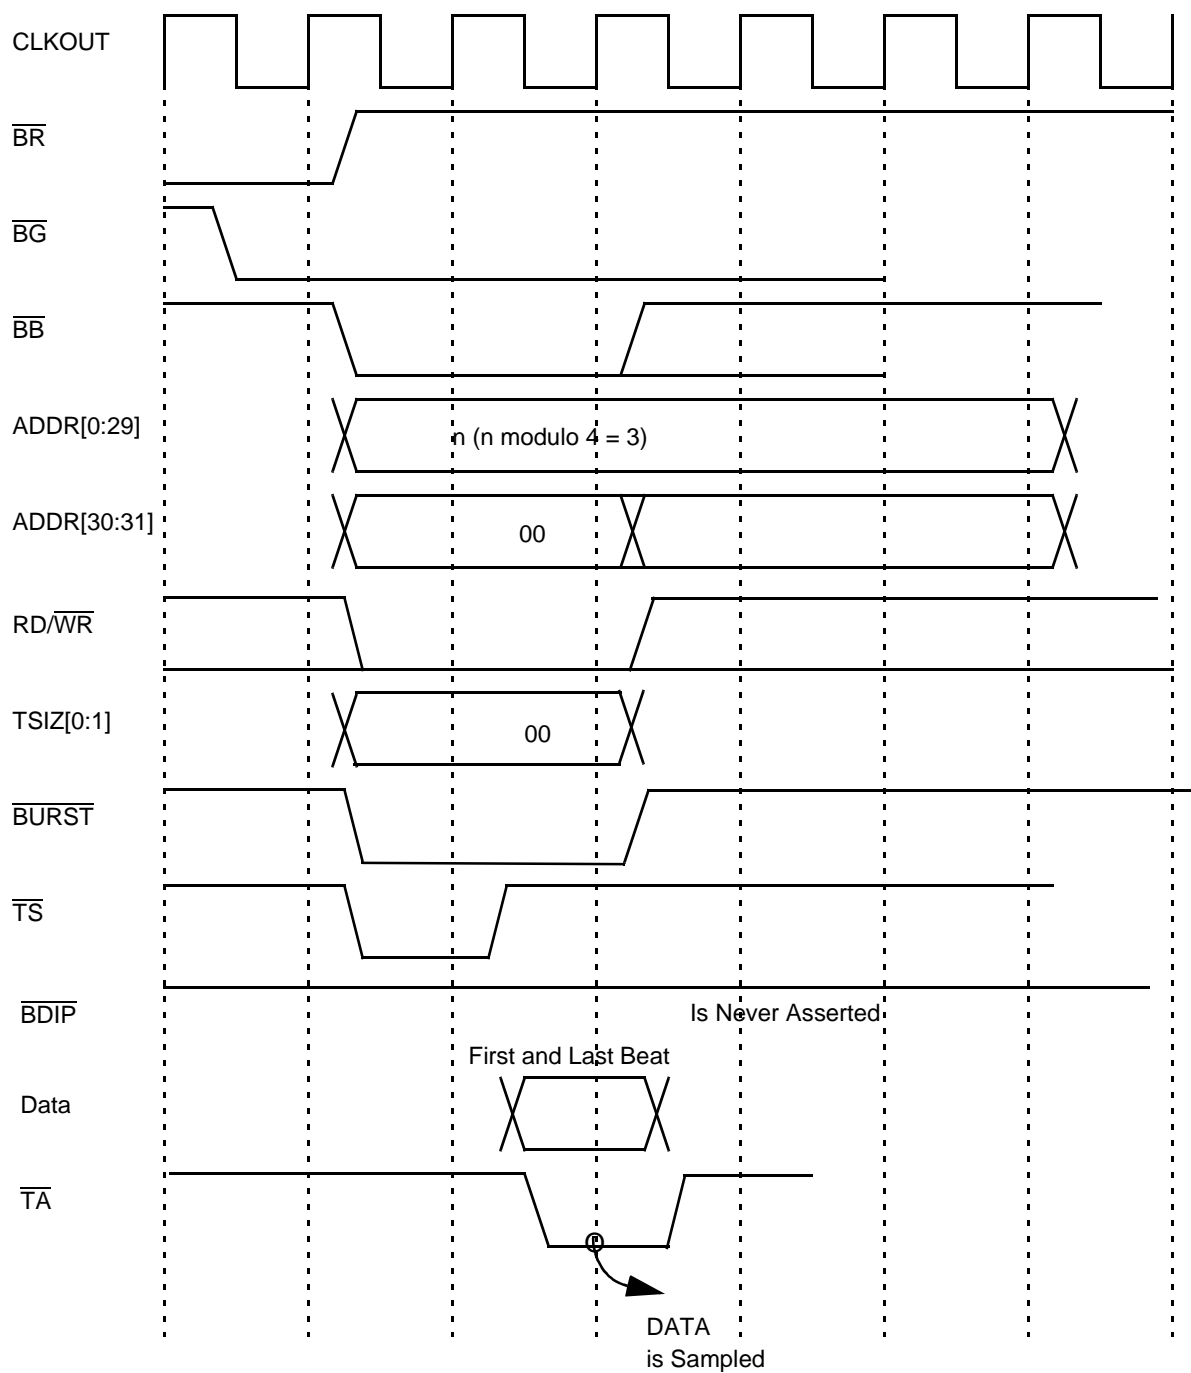 CLKOUT
BR
BG
BB
ADDR[0:29]
n (n modulo 4 = 3)
ADDR[30:31]
00
RD/WR
TSIZ[0:1]
00
BURST
TS
BDIP
Is Never Asserted
First and Last Beat
Data
TA
DATA
is Sampled